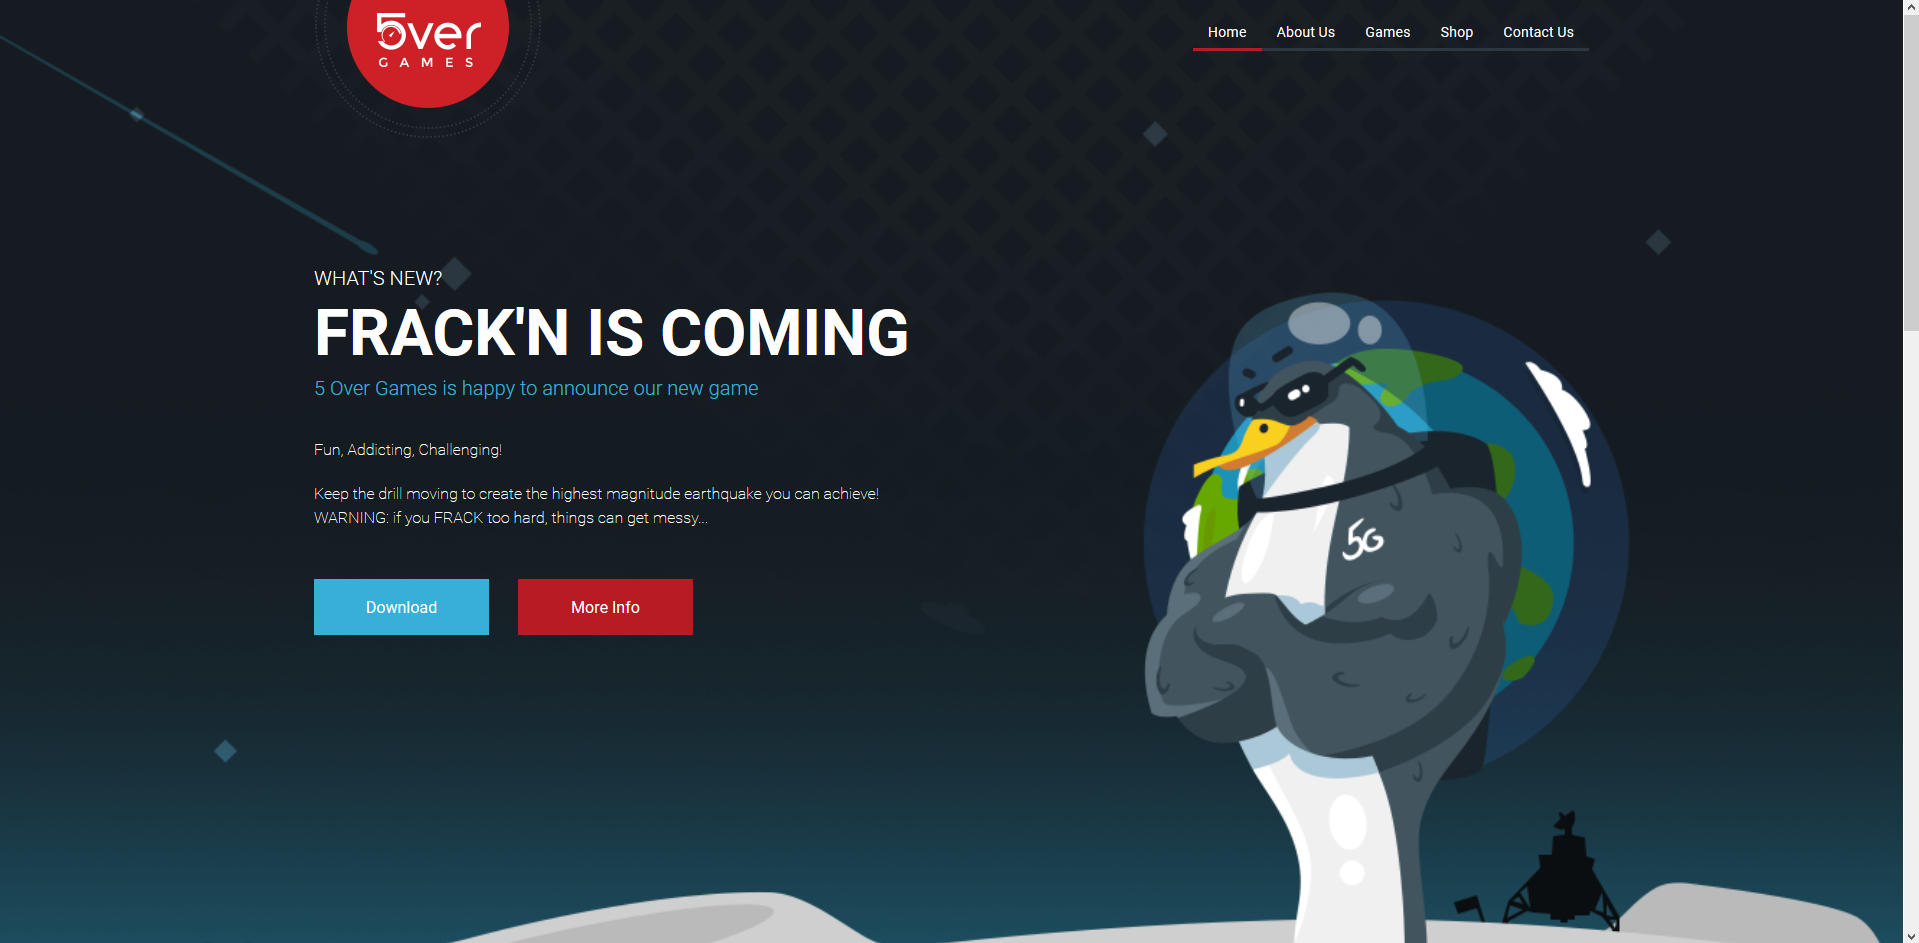 5ver
GAMES
Home
About Us
Games
Shop
Contact Us
WHAT'S NEW?
FRACK'N IS COMING
5 Over Games is happy to announce our new game
Fun, Addicting, Challenging!
Keep the drill moving to create the highest magnitude earthquake you can achieve!
WARNING: if you FRACK too hard, things can get messy...
Download
More Info
5G